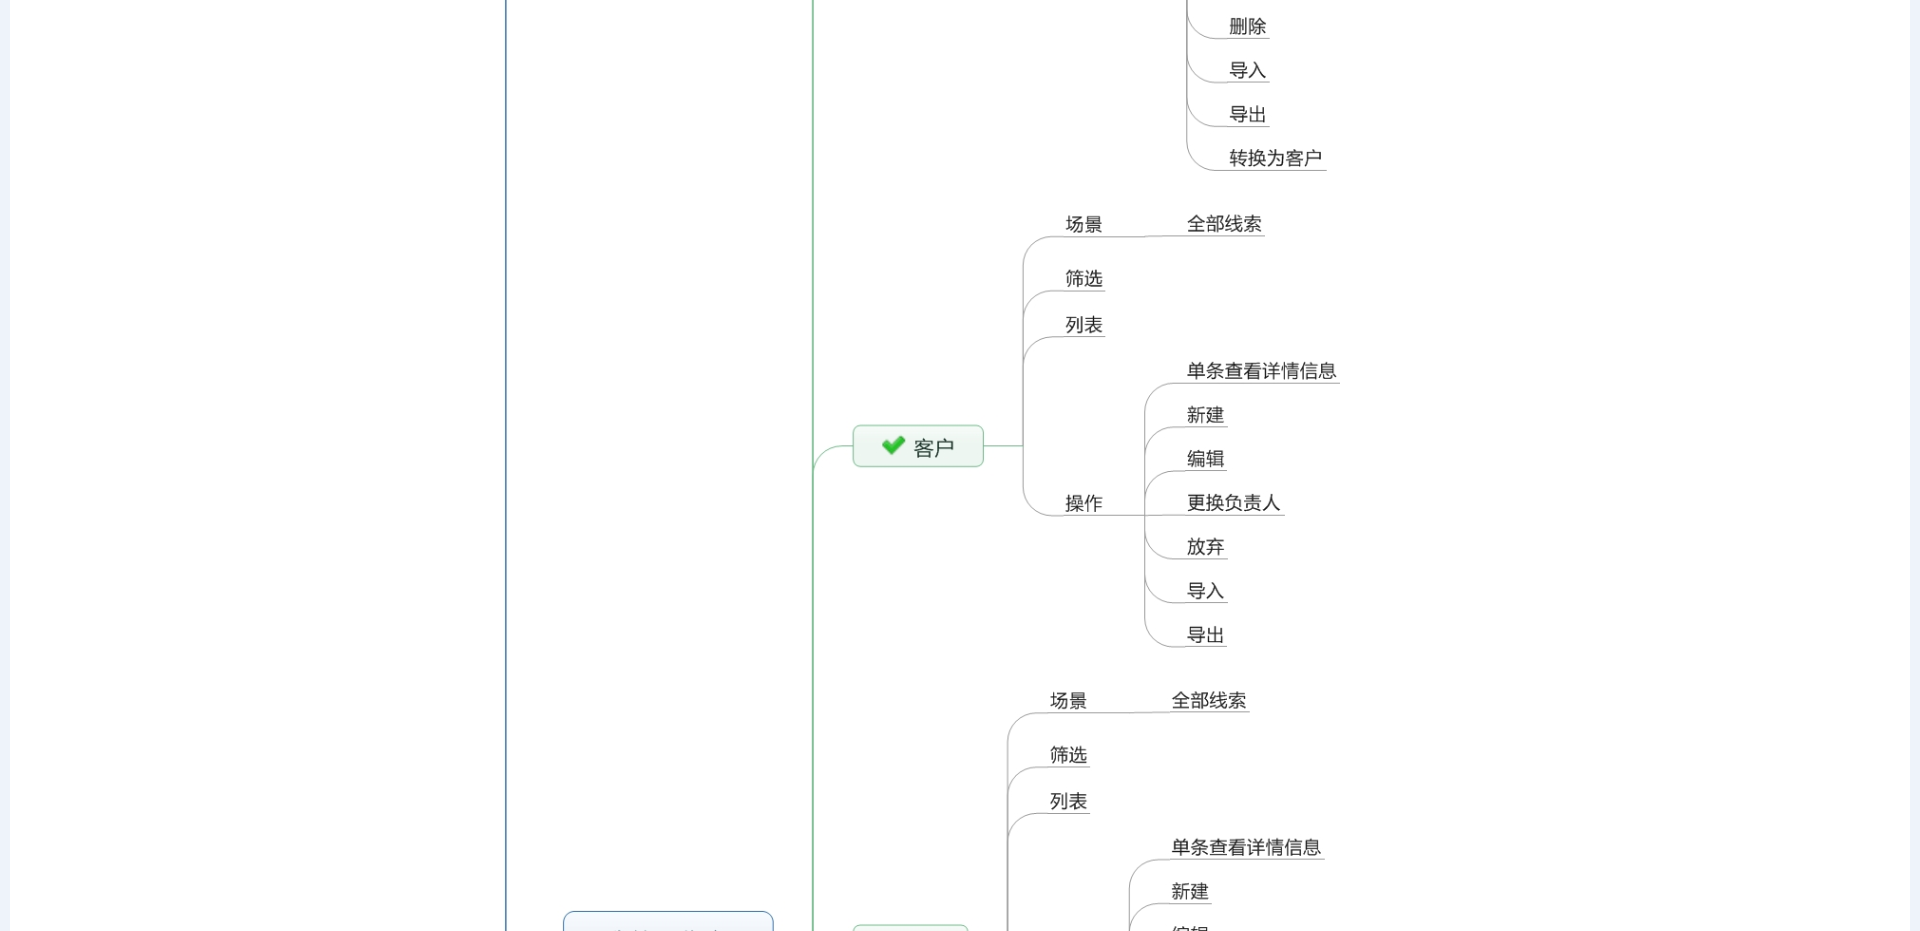 删除
导入
导出
转换为客户
场景
全部线索
筛选
列表
单条查看详情信息
新建
编辑
客户
操作
更换负责人
放弃
导入
导出
场景
全部线索
筛选
列表
单条查看详情信息
新建
编辑